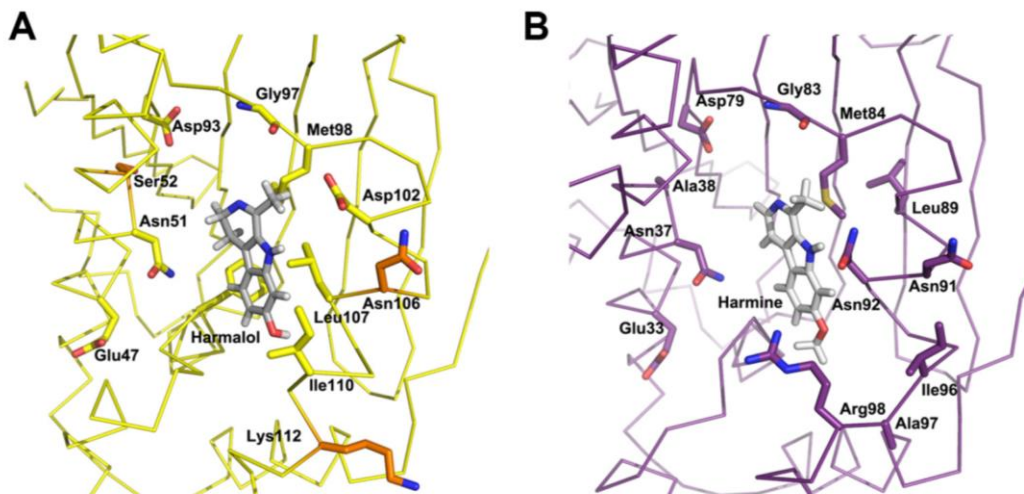 A
Gly97
Asp93
Met98
Ser52
Asp102
Asn51
Asn106
Leu107
Harmalol
Glu47
Ile110
Lys112
B
Gly83
Asp79
Met84
Ala38
Leu89
Asn37
Asn91
Asn92
Harmine
Glu33
Ile96
Arg98
Ala97